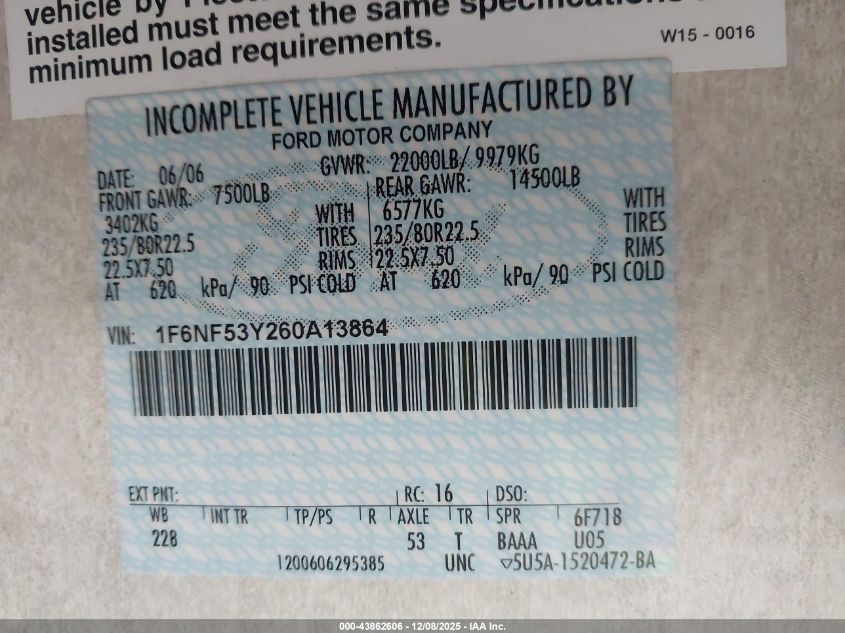 vehicle by
installed must meet the same specifications
minimum load requirements.
W15 - 0016
INCOMPLETE VEHICLE MANUFACTURED BY
FORD MOTOR COMPANY
DATE: 06/06 GVWR: 22000LB/ 9979KG
FRONT GAWR: 7500LB REAR GAWR: 14500LB
3402KG WITH 6577KG WITH
235/80R22.5 TIRES 235/80R22.5 TIRES
22.5X7.50 RIMS 22.5X7.50 RIMS
AT 620 kPa/ 90 PSI COLD AT 620 kPa/ 90 PSI COLD
VIN: 1F6NF53Y260A13864
EXT PNT: RC: 16 DSO:
WB INT TR TP/PS R AXLE TR SPR 6F718
228 53 T BAAA U05
1200606295385 UNC ▽5U5A-1520472-BA
000-43862606 - 12/08/2025 - IAA Inc.